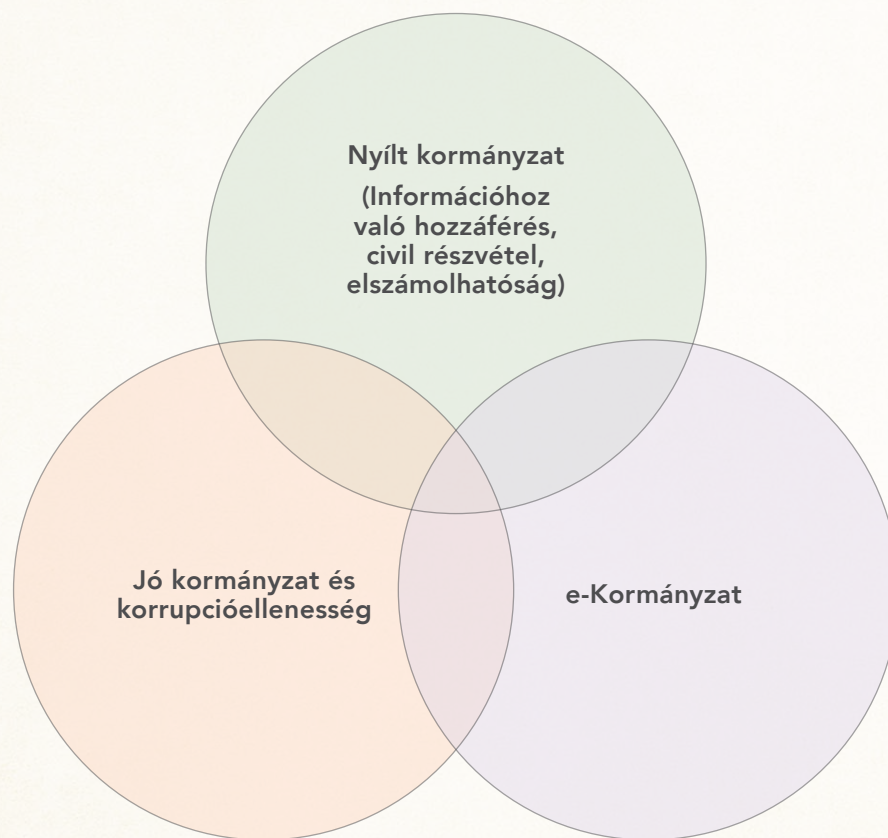 Nyílt kormányzat
(Információhoz
való hozzáférés,
civil részvétel,
elszámolhatóság)
Jó kormányzat és
korrupcióellenesség
e-Kormányzat